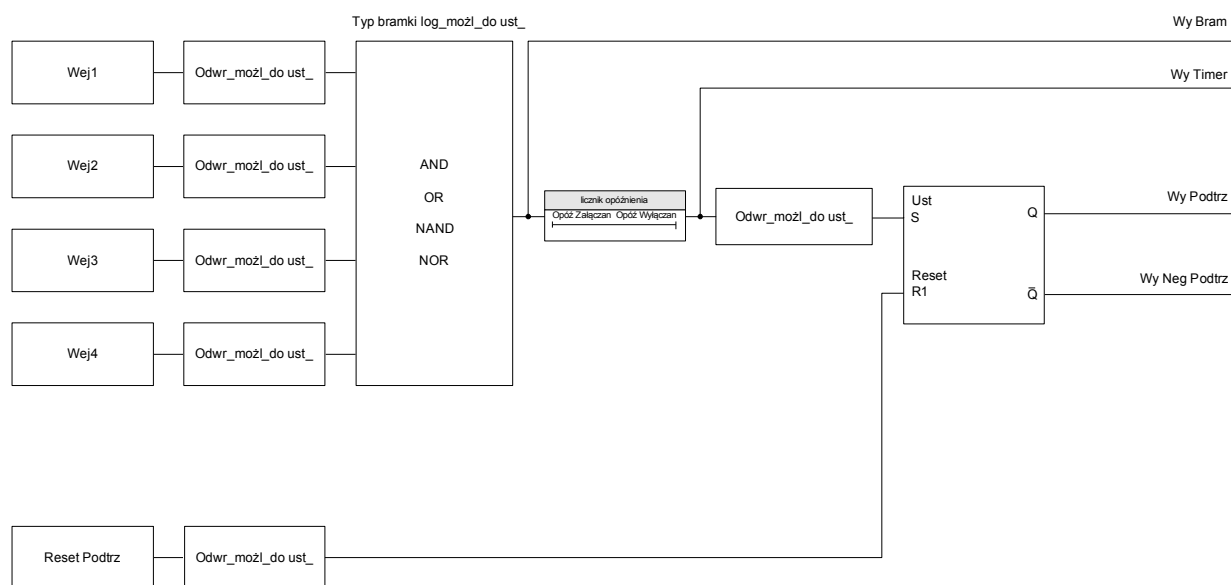 Typ bramki log_możl_do ust_
Wy Bram
Wej1
Odwr_możl_do ust_
Wy Timer
Wej2
Odwr_możl_do ust_
AND
OR
NAND
NOR
licznik opóźnienia
Opóź Załączan Opóź Wyłączan
Odwr_możl_do ust_
Ust
S
Q
Wy Podtrz
Wej3
Odwr_możl_do ust_
Reset
R1
Q̅
Wy Neg Podtrz
Wej4
Odwr_możl_do ust_
Reset Podtrz
Odwr_możl_do ust_